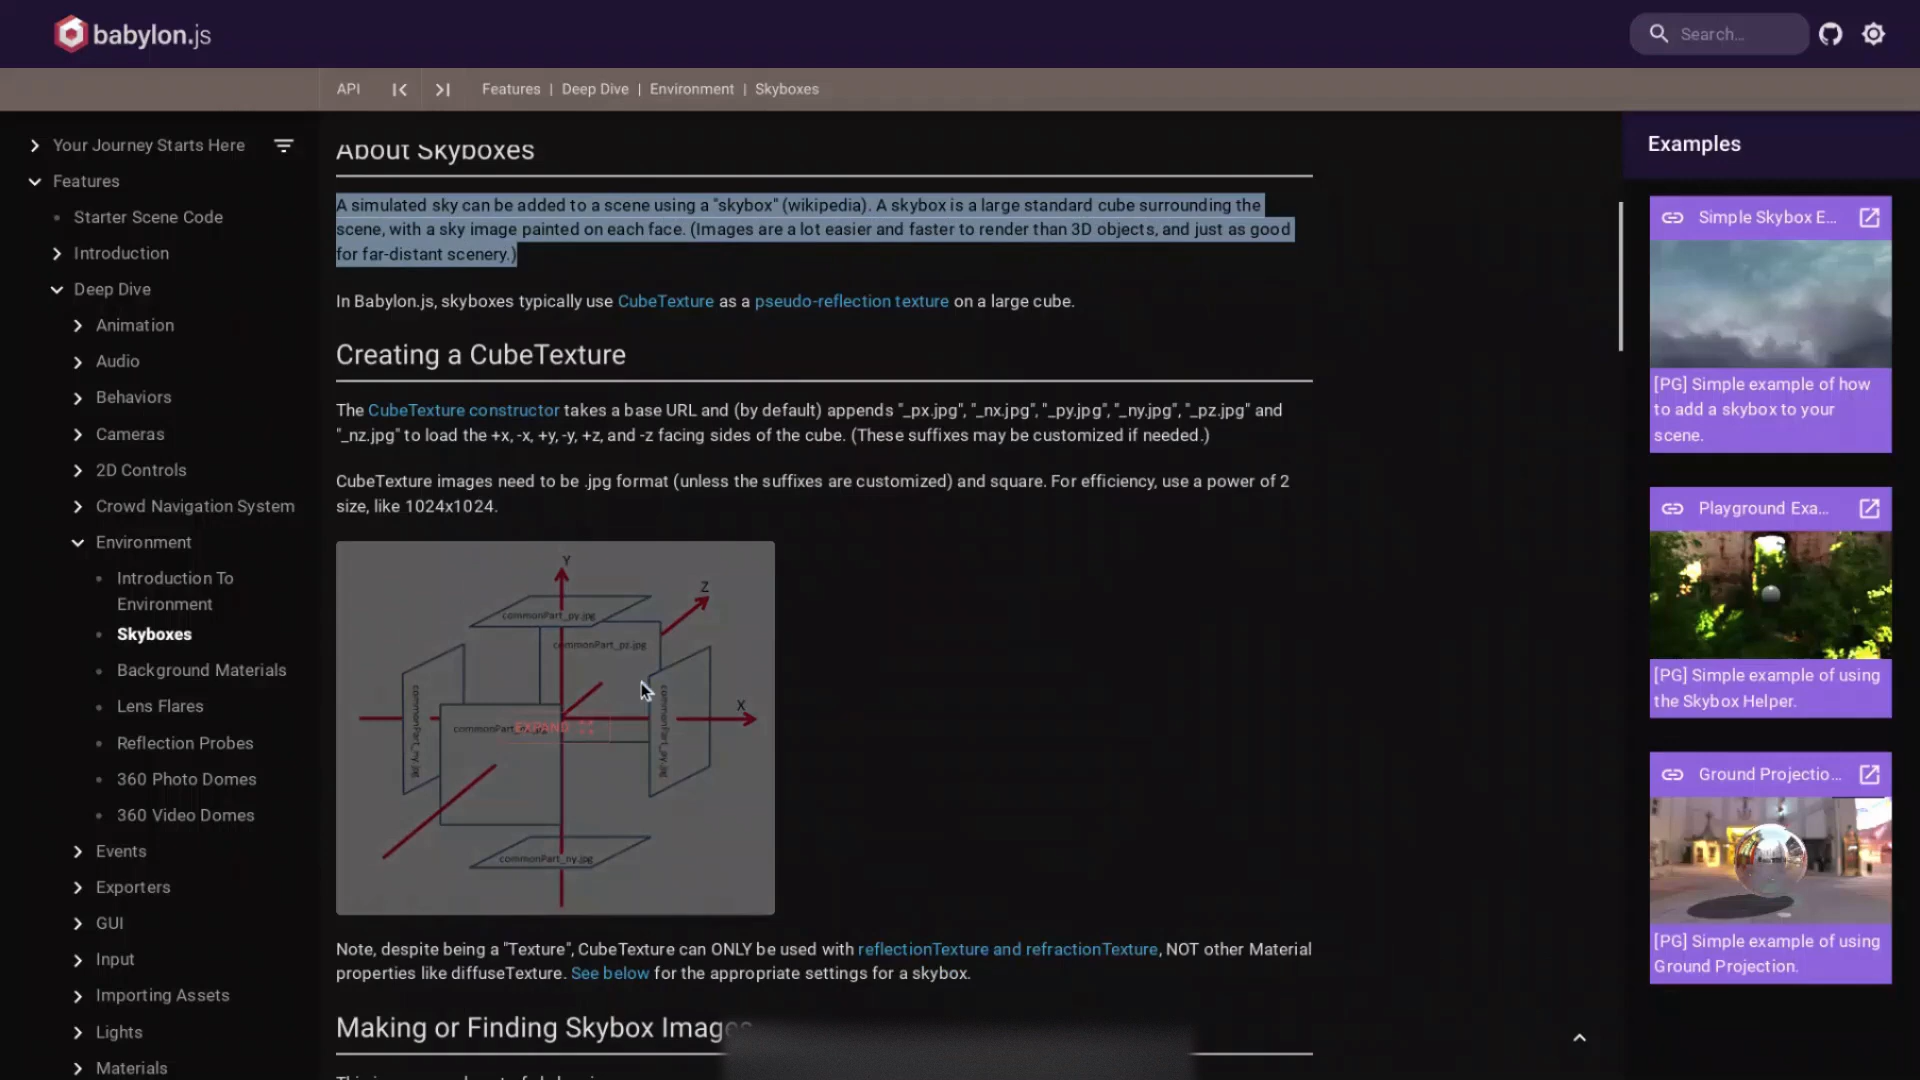 babylon.js
Search...
API
Features | Deep Dive | Environment | Skyboxes
Your Journey Starts Here
Features
Starter Scene Code
Introduction
Deep Dive
Animation
Audio
Behaviors
Cameras
2D Controls
Crowd Navigation System
Environment
Introduction To
Environment
Skyboxes
Background Materials
Lens Flares
Reflection Probes
360 Photo Domes
360 Video Domes
Events
Exporters
GUI
Input
Importing Assets
Lights
Materials
About Skyboxes
A simulated sky can be added to a scene using a "skybox" (wikipedia). A skybox is a large standard cube surrounding the
scene, with a sky image painted on each face. (Images are a lot easier and faster to render than 3D objects, and just as good
for far-distant scenery.)
In Babylon.js, skyboxes typically use CubeTexture as a pseudo-reflection texture on a large cube.
Creating a CubeTexture
The CubeTexture constructor takes a base URL and (by default) appends "_px.jpg", "_nx.jpg", "_py.jpg", "_ny.jpg", "_pz.jpg" and
"_nz.jpg" to load the +x, -x, +y, -y, +z, and -z facing sides of the cube. (These suffixes may be customized if needed.)
CubeTexture images need to be .jpg format (unless the suffixes are customized) and square. For efficiency, use a power of 2
size, like 1024x1024.
Y
Z
commonPart_py.jpg
commonPart_pz.jpg
X
EXPAND
commonPart_ny.jpg
Note, despite being a "Texture", CubeTexture can ONLY be used with reflectionTexture and refractionTexture, NOT other Material
properties like diffuseTexture. See below for the appropriate settings for a skybox.
Making or Finding Skybox Images
Examples
Simple Skybox E...
[PG] Simple example of how
to add a skybox to your
scene.
Playground Exa...
[PG] Simple example of using
the Skybox Helper.
Ground Projectio...
[PG] Simple example of using
Ground Projection.